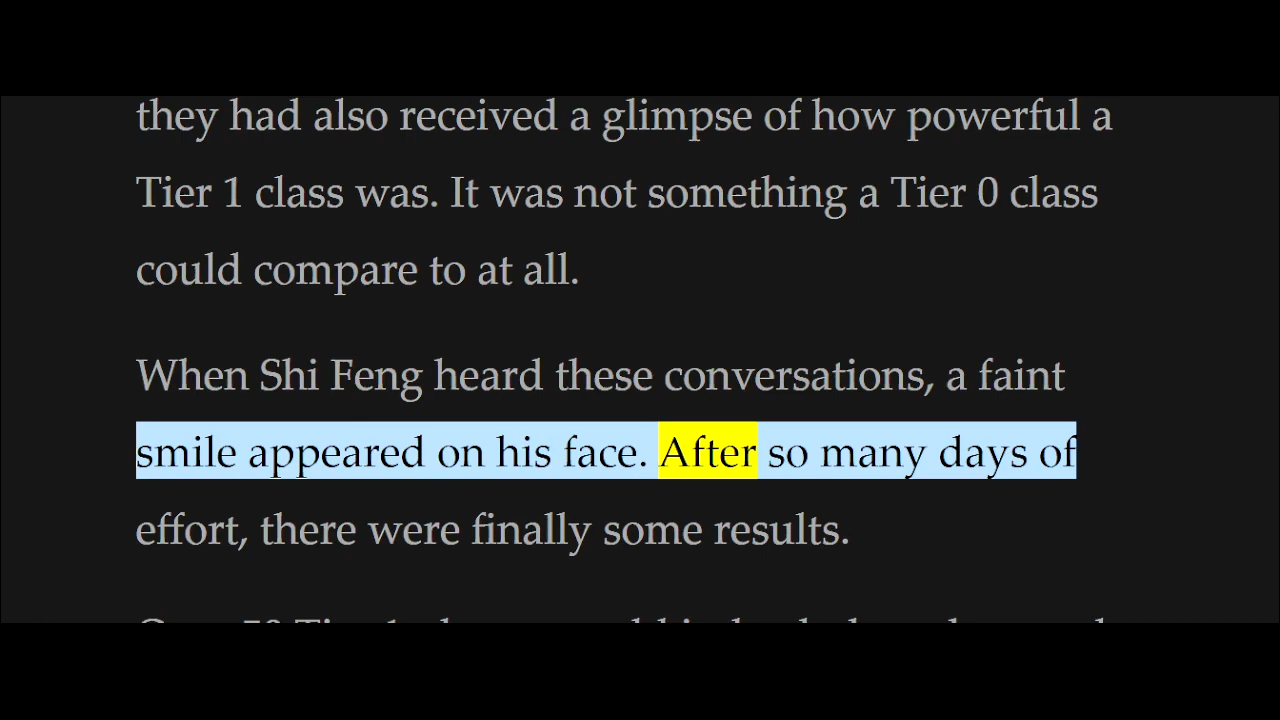 they had also received a glimpse of how powerful a
Tier 1 class was. It was not something a Tier 0 class
could compare to at all.
When Shi Feng heard these conversations, a faint
smile appeared on his face. After so many days of
effort, there were finally some results.